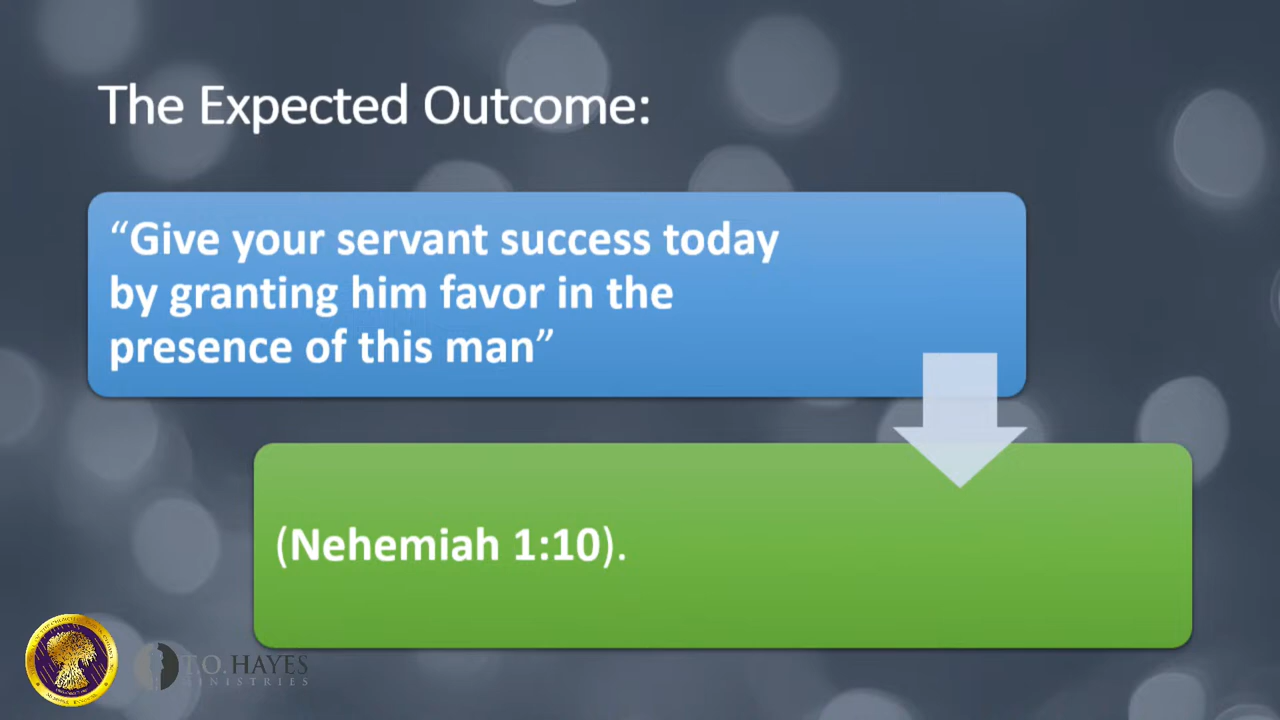 The Expected Outcome:
“Give your servant success today
by granting him favor in the
presence of this man”
(Nehemiah 1:10).
T.O. HAYES
MINISTRIES